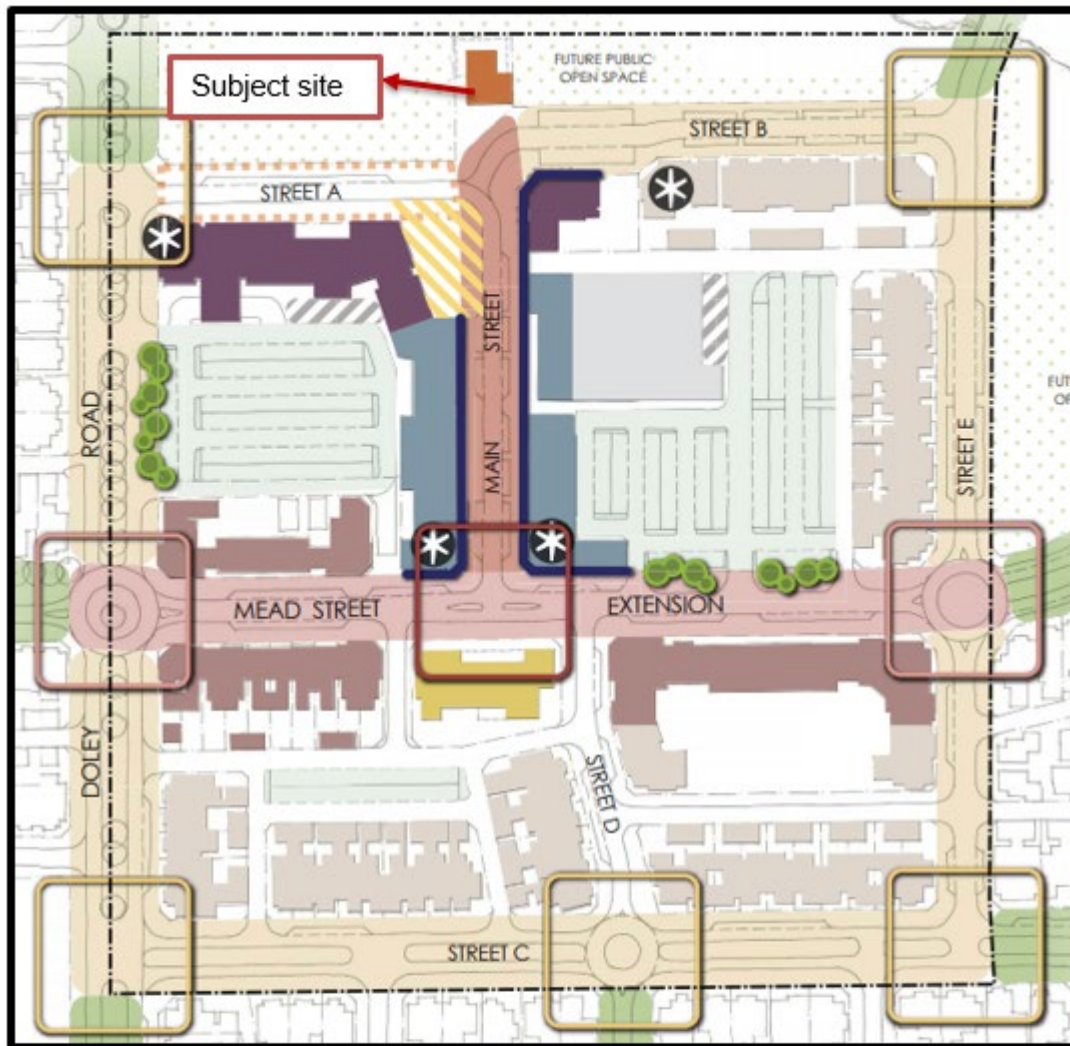 FUTURE PUBLIC
OPEN SPACE
Subject site
STREET B
STREET A
MAIN STREET
ROAD
STREET E
MEAD STREET
EXTENSION
DOLEY
STREET D
STREET C